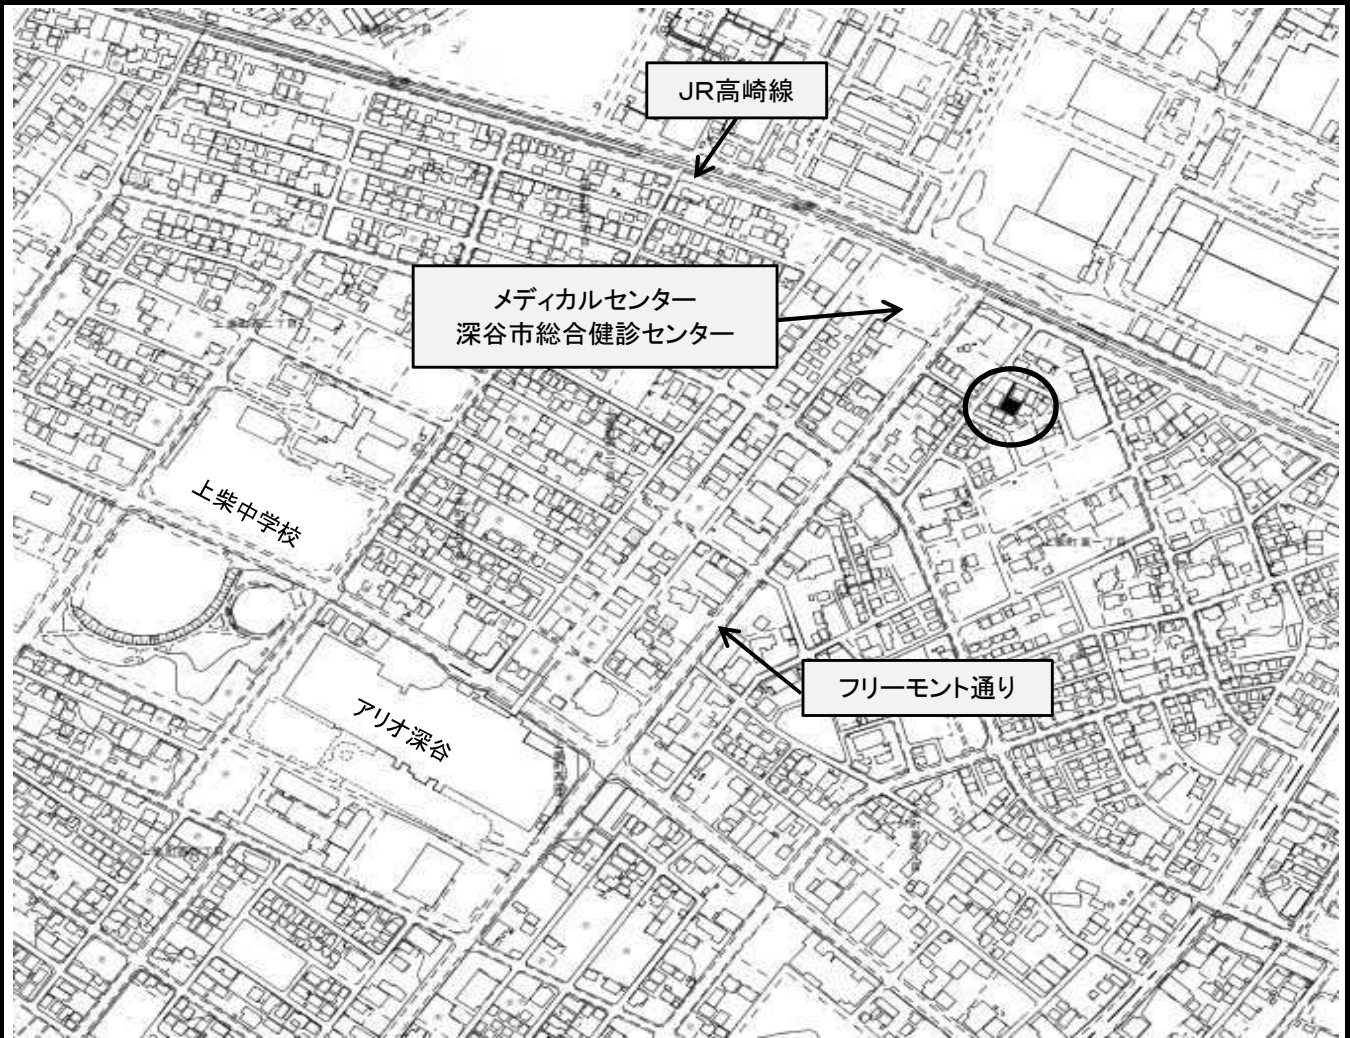 JR高崎線
メディカルセンター
深谷市総合健診センター
上柴中学校
フリーモント通り
アリオ深谷